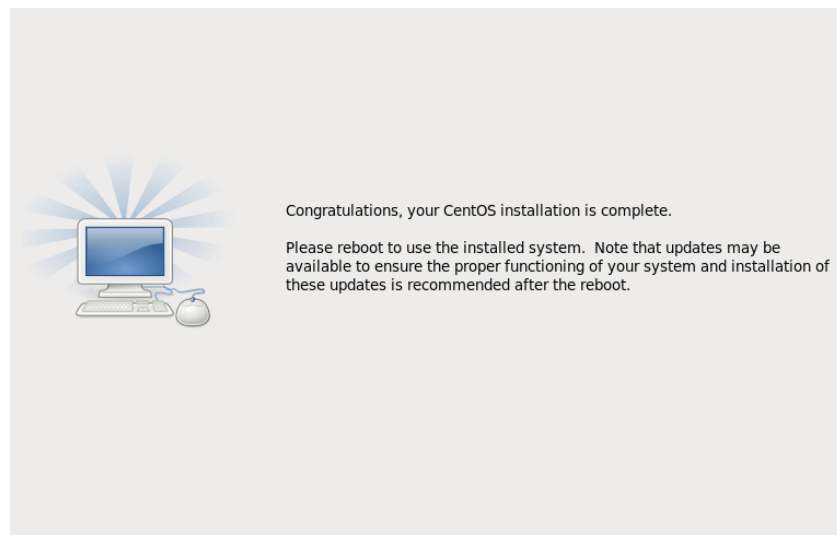 Congratulations, your CentOS installation is complete.
Please reboot to use the installed system.  Note that updates may be
available to ensure the proper functioning of your system and installation of
these updates is recommended after the reboot.